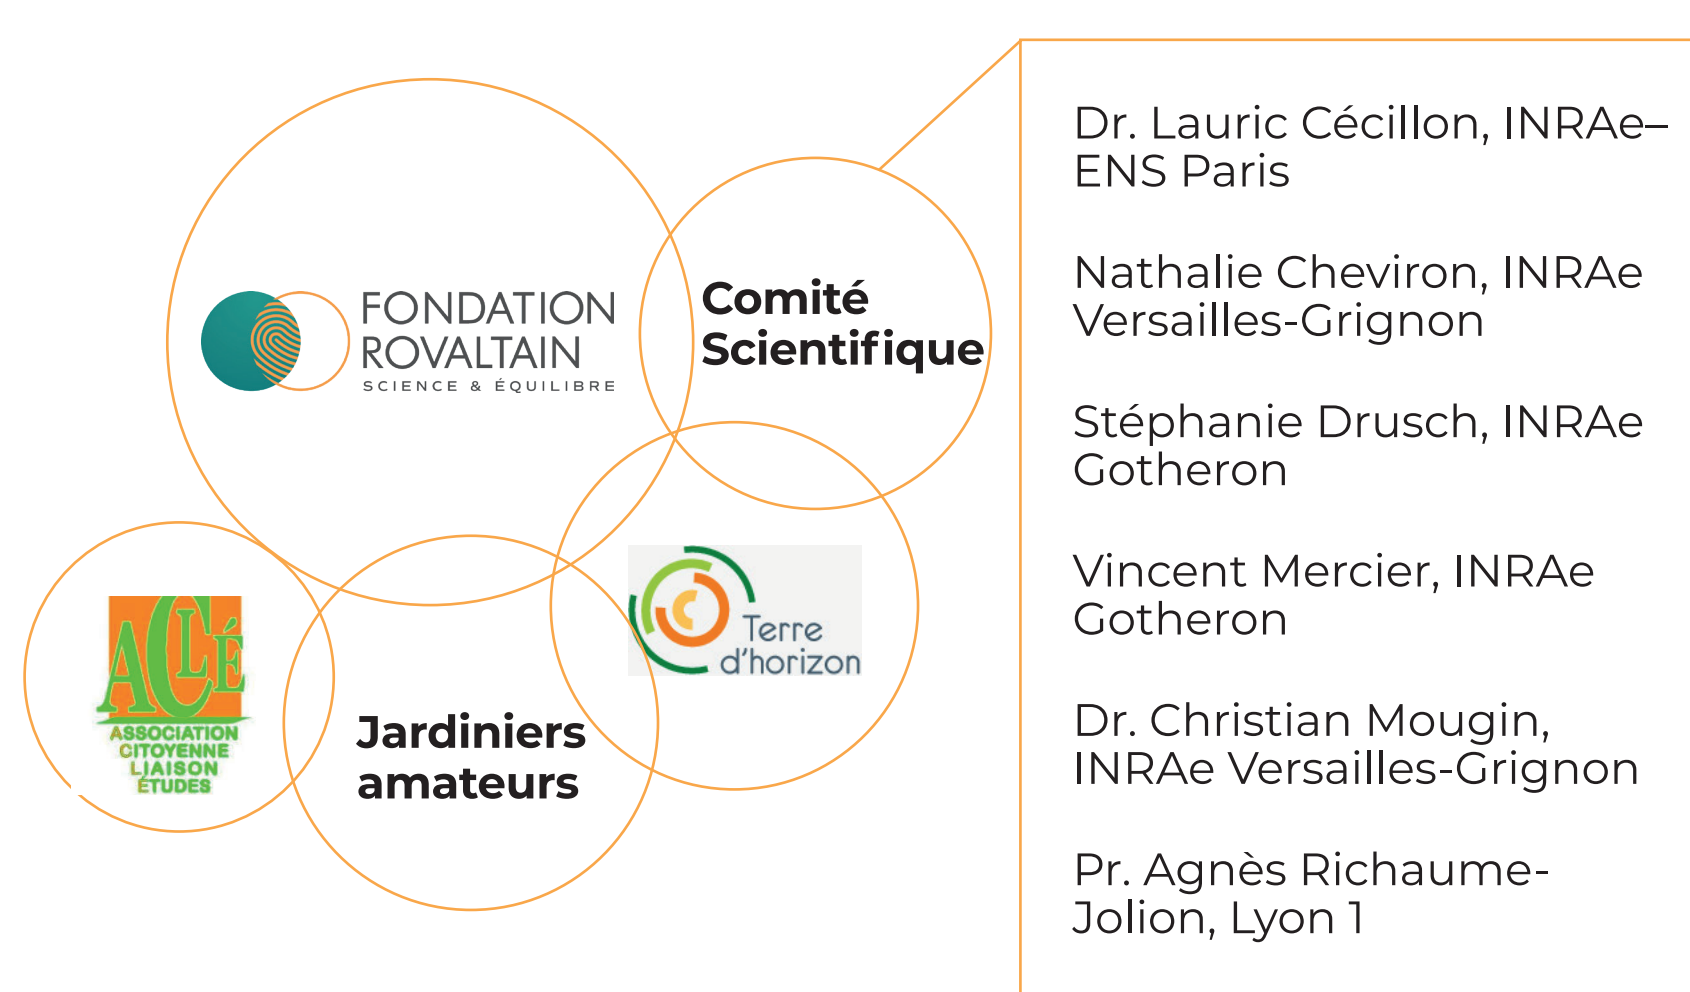 FONDATION
ROVALTAIN
SCIENCE & ÉQUILIBRE
Comité
Scientifique
Terre
d'horizon
ACLÉ
ASSOCIATION
CITOYENNE
LIAISON
ÉTUDES
Jardiniers
amateurs
Dr. Lauric Cécillon, INRAe–
ENS Paris
Nathalie Cheviron, INRAe
Versailles-Grignon
Stéphanie Drusch, INRAe
Gotheron
Vincent Mercier, INRAe
Gotheron
Dr. Christian Mougin,
INRAe Versailles-Grignon
Pr. Agnès Richaume-
Jolion, Lyon 1